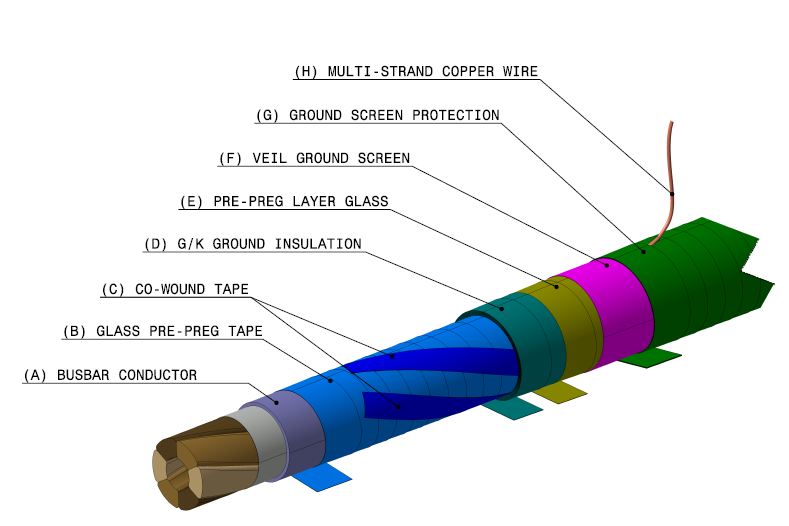 (H) MULTI-STRAND COPPER WIRE
(G) GROUND SCREEN PROTECTION
(F) VEIL GROUND SCREEN
(E) PRE-PREG LAYER GLASS
(D) G/K GROUND INSULATION
(C) CO-WOUND TAPE
(B) GLASS PRE-PREG TAPE
(A) BUSBAR CONDUCTOR